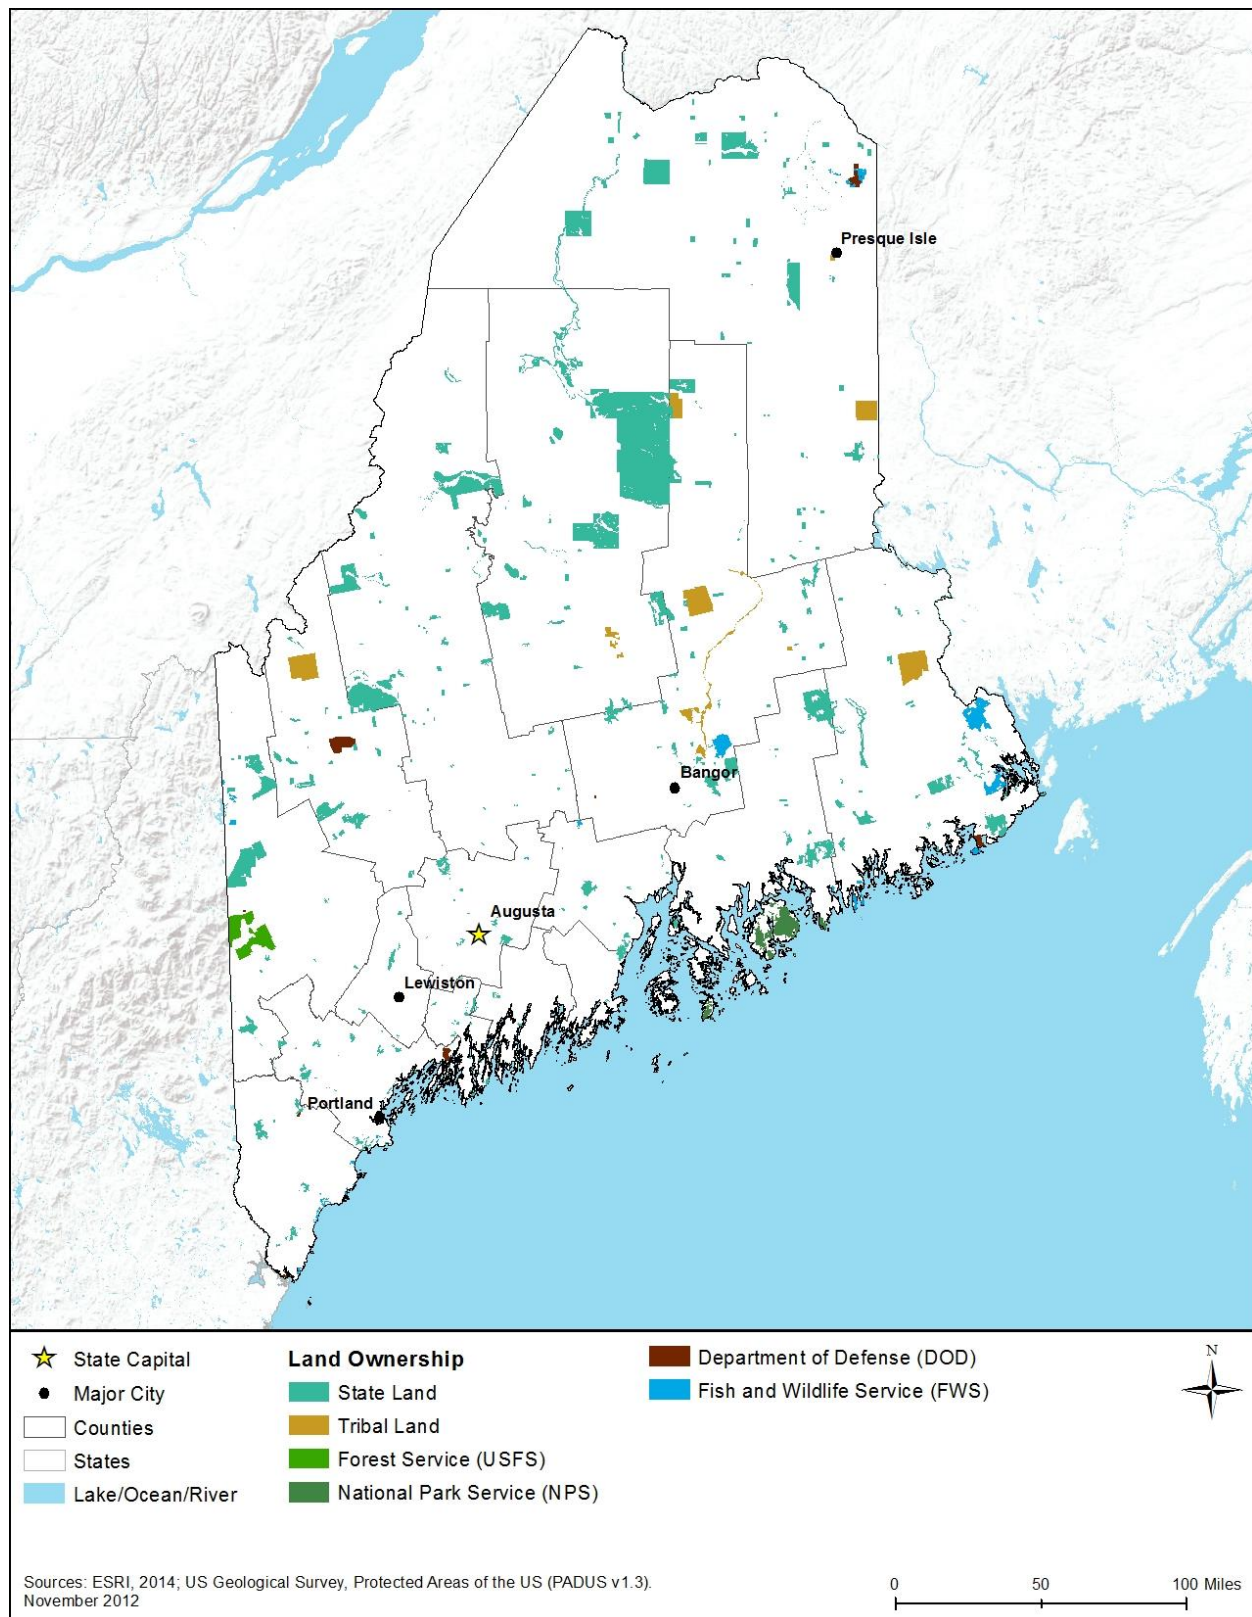 Presque Isle
Bangor
Augusta
Lewiston
Portland
State Capital
Major City
Counties
States
Lake/Ocean/River
Land Ownership
State Land
Tribal Land
Forest Service (USFS)
National Park Service (NPS)
Department of Defense (DOD)
Fish and Wildlife Service (FWS)
N
Sources: ESRI, 2014; US Geological Survey, Protected Areas of the US (PADUS v1.3).
November 2012
0 50 100 Miles